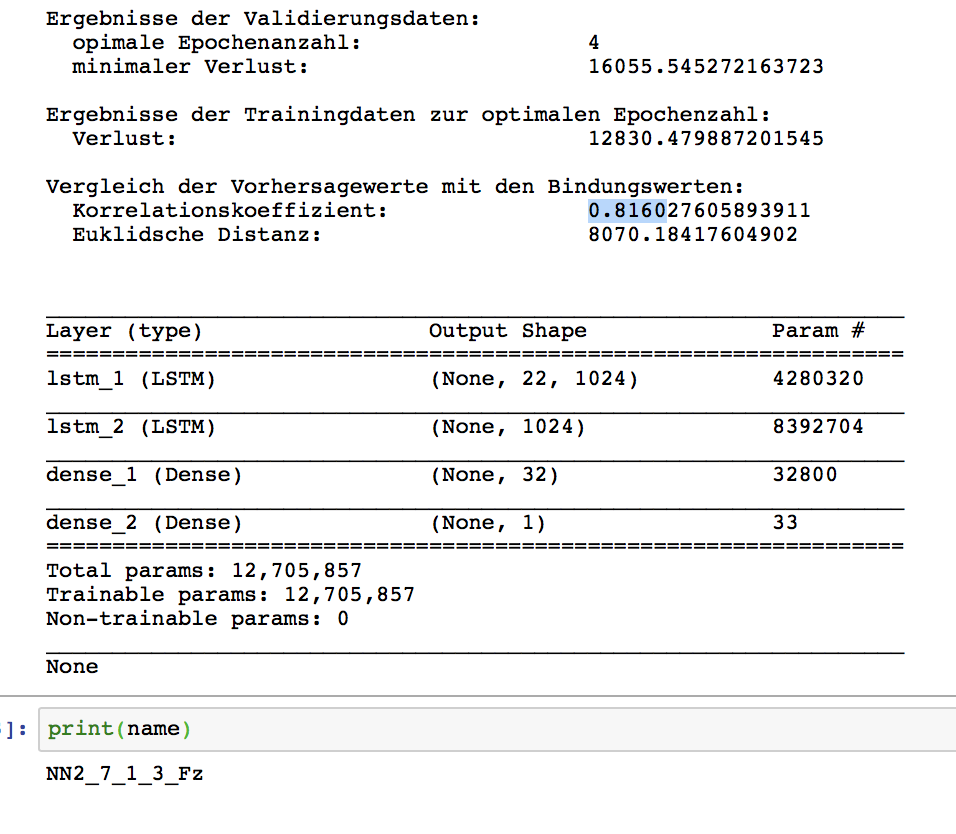 Ergebnisse der Validierungsdaten:
opimale Epochenanzahl: 4
minimaler Verlust: 16055.545272163723
Ergebnisse der Trainingdaten zur optimalen Epochenzahl:
Verlust: 12830.479887201545
Vergleich der Vorhersagewerte mit den Bindungswerten:
Korrelationskoeffizient: 0.816027605893911
Euklidsche Distanz: 8070.18417604902
Layer (type) Output Shape Param #
lstm_1 (LSTM) (None, 22, 1024) 4280320
lstm_2 (LSTM) (None, 1024) 8392704
dense_1 (Dense) (None, 32) 32800
dense_2 (Dense) (None, 1) 33
Total params: 12,705,857
Trainable params: 12,705,857
Non-trainable params: 0
None
]: print(name)
NN2_7_1_3_Fz